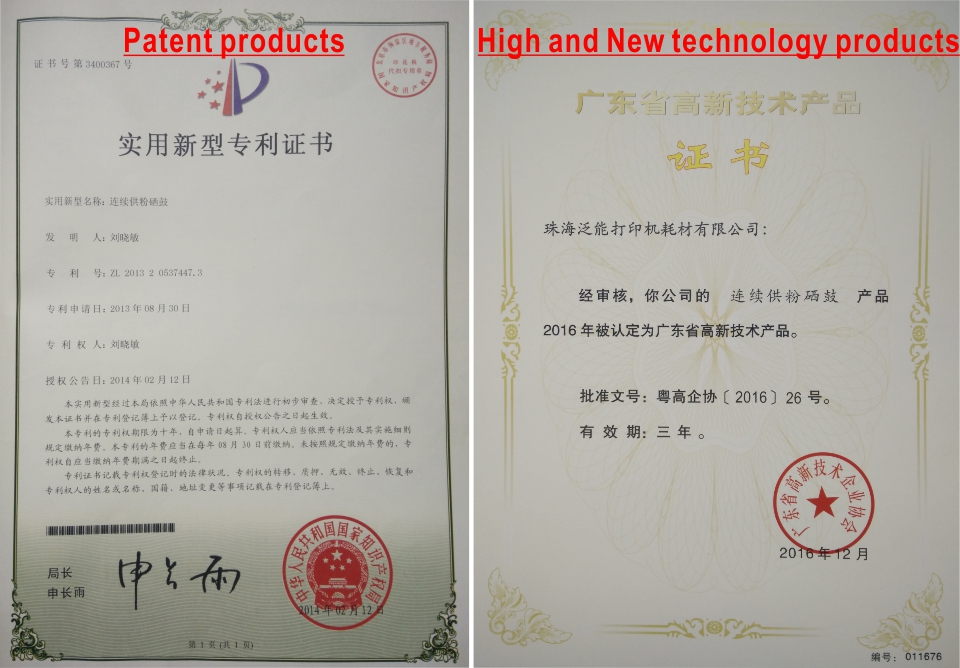 Patent products
证书号第3400367号
实用新型专利证书
实用新型名称：连续供粉硒鼓
发 明 人：刘晓敏
专 利 号：ZL 2013 2 0537447.3
专利申请日：2013年08月30日
专 利 权 人：刘晓敏
授权公告日：2014年02月12日
本实用新型经过本局依照中华人民共和国专利法进行初步审查，决定授予专利权，颁
发本证书并在专利登记簿上予以登记。专利权自授权公告之日起生效。
本专利的专利权期限为十年，自申请日起算。专利权人应当依照专利法及其实施细则
规定缴纳年费。本专利的年费应当在每年08月30日前缴纳。未按照规定缴纳年费的，专
利权自应当缴纳年费期满之日起终止。
专利证书记载专利权登记时的法律状况。专利权的转移、质押、无效、终止、恢复和
专利权人的姓名或名称、国籍、地址变更等事项记载在专利登记簿上。
局长
申长雨
申长雨
中华人民共和国国家知识产权局
2014年02月12日
第 1 页 (共 1 页)
High and New technology products
广东省高新技术产品
证书
珠海泛能打印机耗材有限公司：
经审核，你公司的 连续供粉硒鼓 产品
2016年被认定为广东省高新技术产品。
批准文号：粤高企协〔2016〕26号。
有 效 期：三 年 。
广东省高新技术企业协会
2016年12月
编号：011676